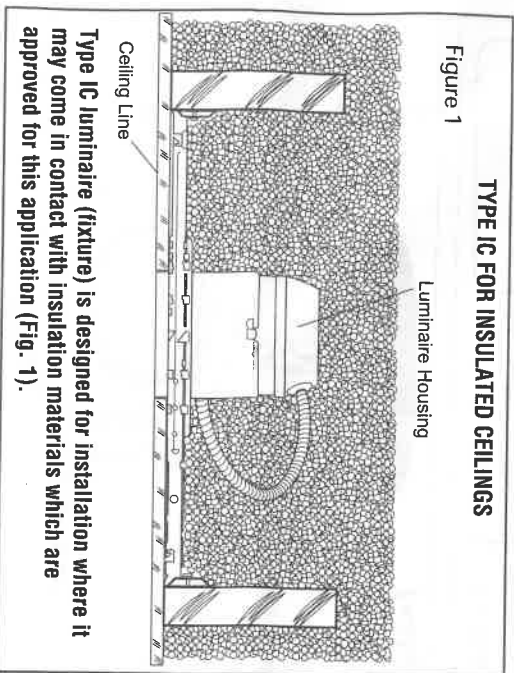 TYPE IC FOR INSULATED CEILINGS
Figure 1
Luminaire Housing
Ceiling Line
Type IC luminaire (fixture) is designed for installation where it
may come in contact with insulation materials which are
approved for this application (Fig. 1).